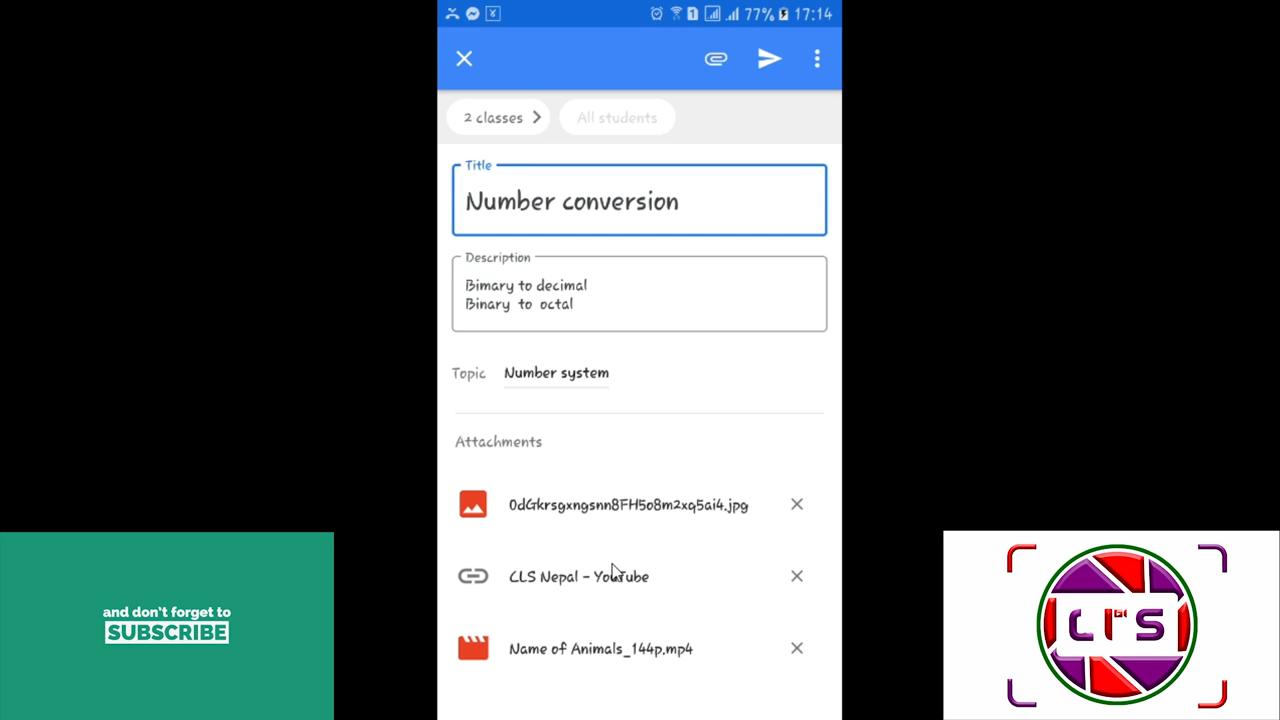 77% 17:14
2 classes
All students
Title
Number conversion
Description
Bimary to decimal
Binary to octal
Topic Number system
Attachments
0dGkrsgxngsnn8FH5o8m2xq5ai4.jpg
CLS Nepal - YouTube
Name of Animals_144p.mp4
and don't forget to
SUBSCRIBE